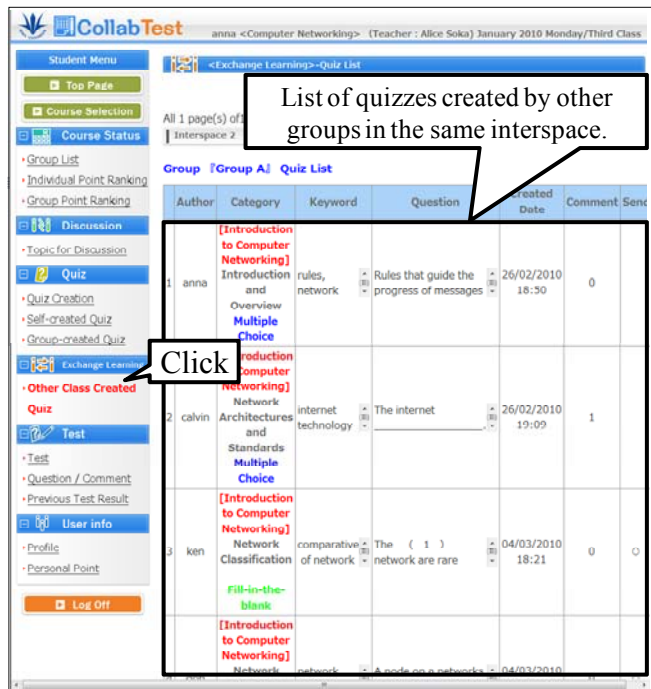 CollabTest
anna <Computer Networking> (Teacher : Alice Soka) January 2010 Monday/Third Class
Student Menu
Top Page
Course Selection
Course Status
Group List
Individual Point Ranking
Group Point Ranking
Discussion
Topic for Discussion
Quiz
Quiz Creation
Self-created Quiz
Group-created Quiz
Exchange Learning
Other Class Created
Quiz
Test
Test
Question / Comment
Previous Test Result
User info
Profile
Personal Point
Log Off
Click
<Exchange Learning>-Quiz List
List of quizzes created by other
groups in the same interspace.
All 1 page(s) of
Interspace 2
Group 『Group A』 Quiz List
Author Category Keyword Question Created Date Comment Send
1 anna
[Introduction
to Computer
Networking]
Introduction
and
Overview
Multiple
Choice
rules,
network
Rules that guide the
progress of messages
26/02/2010
18:50
0
2 calvin
to Computer
Networking]
Network
Architectures
and
Standards
Multiple
Choice
internet
technology
The internet
____________.
26/02/2010
19:09
1
3 ken
[Introduction
to Computer
Networking]
Network
Classification
Fill-in-the-
blank
comparative
of network
The ( 1 )
network are rare
04/03/2010
18:21
0 ○
[Introduction
to Computer
Networking]
Network
network
A node on a networks
04/03/2010